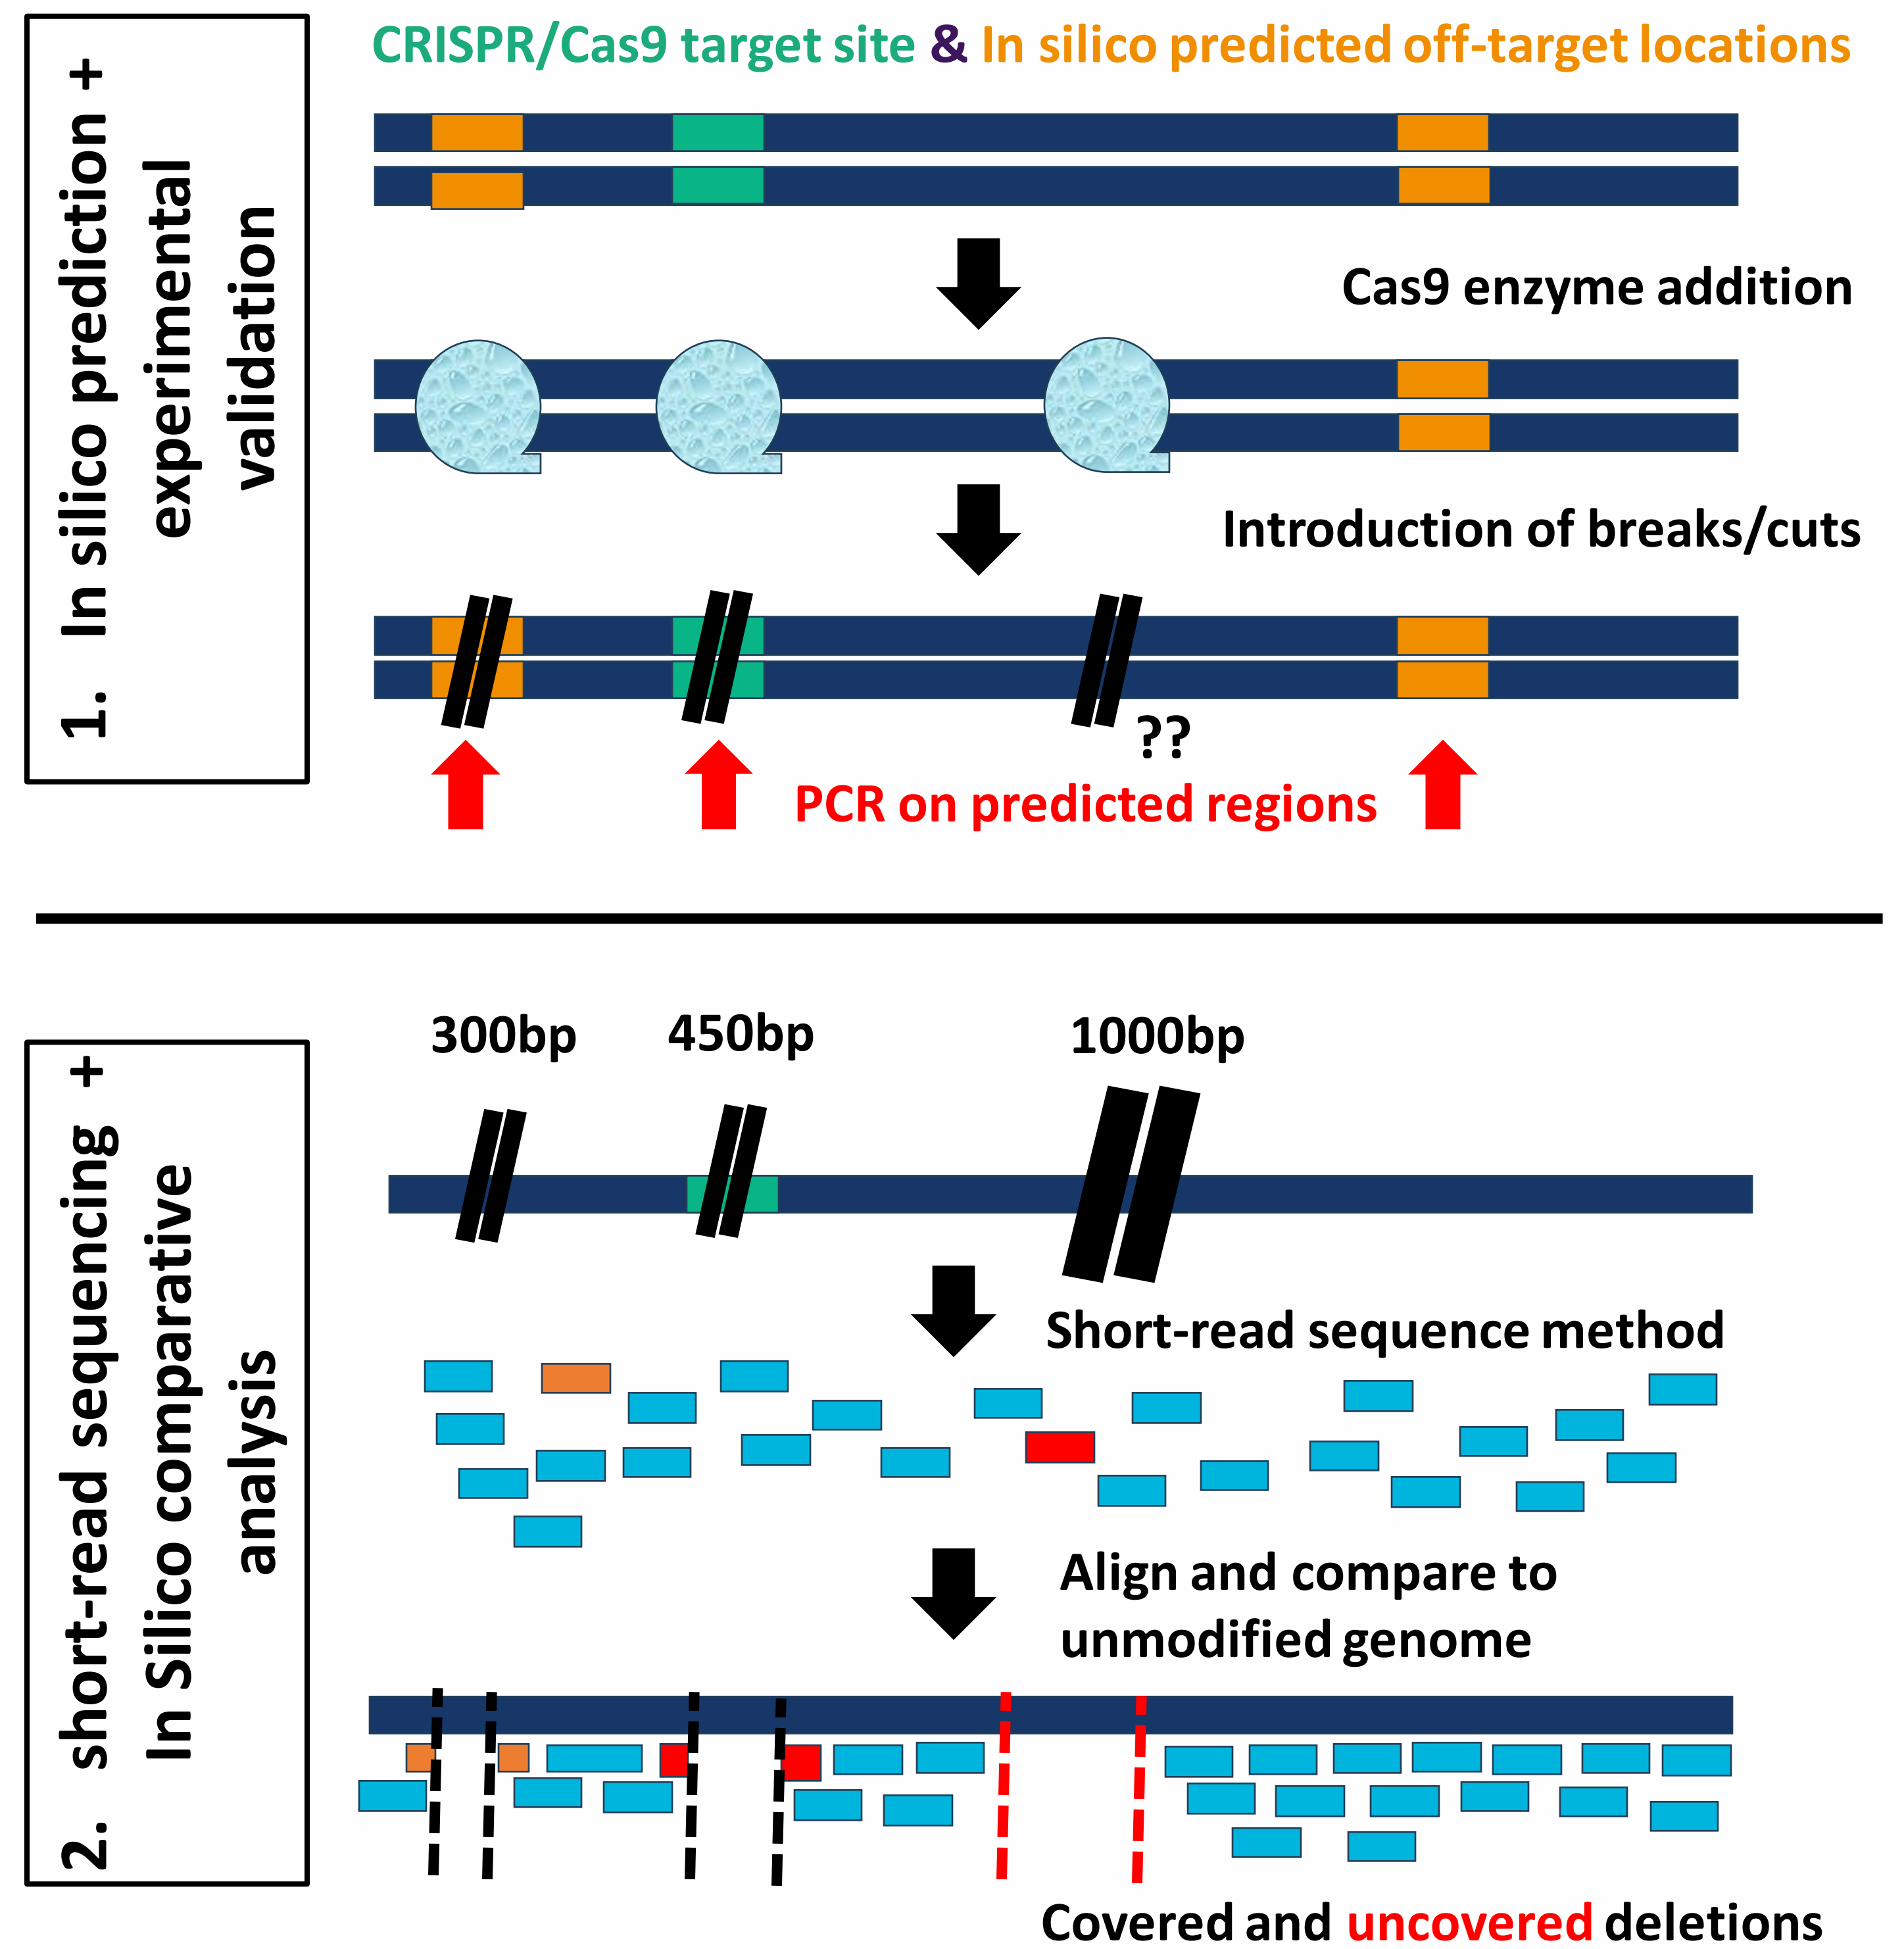 CRISPR/Cas9 target site & In silico predicted off-target locations
1. In silico prediction +
experimental
validation
Cas9 enzyme addition
Introduction of breaks/cuts
??
PCR on predicted regions
300bp
450bp
1000bp
2. short-read sequencing +
In Silico comparative
analysis
Short-read sequence method
Align and compare to
unmodified genome
Covered and uncovered deletions